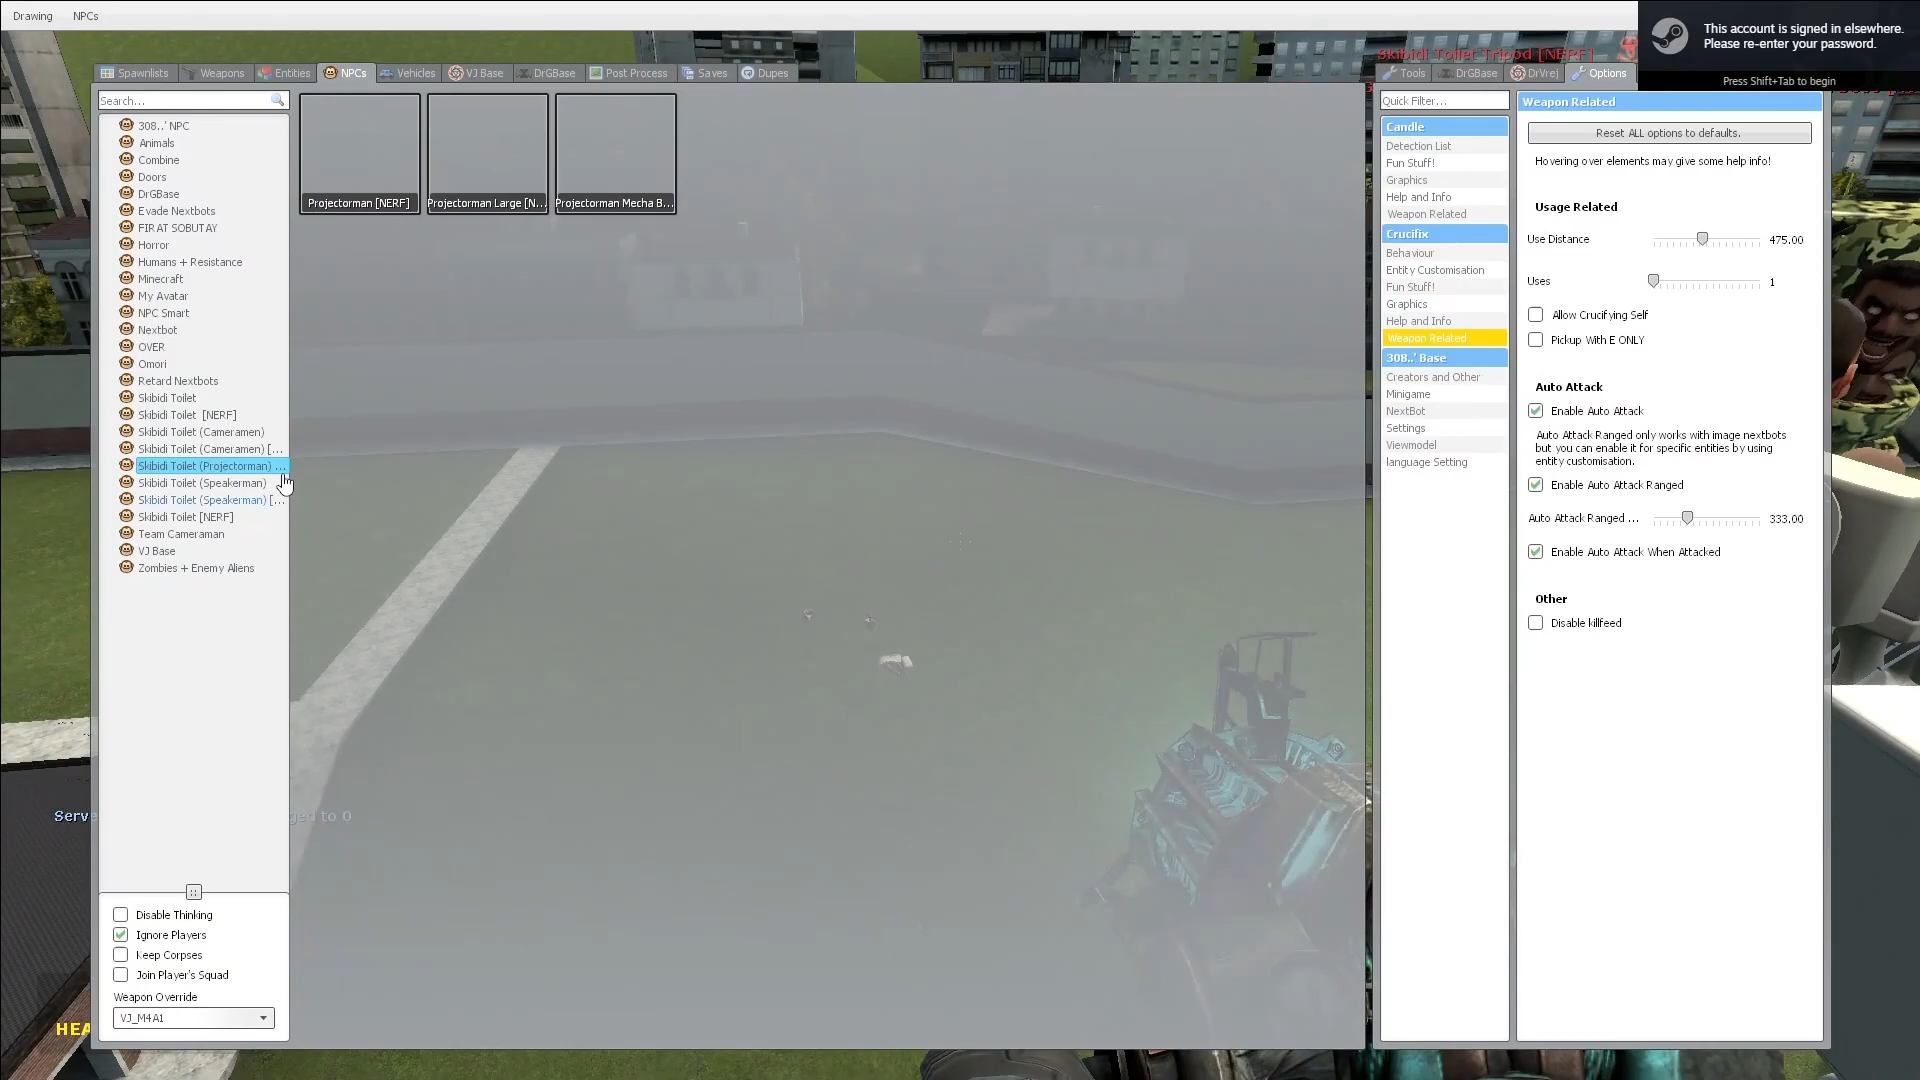 Drawing NPCs
This account is signed in elsewhere.
Please re-enter your password.
Press Shift+Tab to begin
Skibidi Toilet Tripod [NERF]
Spawnlists Weapons Entities NPCs Vehicles VJ Base DrGBase Post Process Saves Dupes
Tools DrGBase DrVrej Options
Search...
308..' NPC
Animals
Combine
Doors
DrGBase
Evade Nextbots
FIRAT SOBUTAY
Horror
Humans + Resistance
Minecraft
My Avatar
NPC Smart
Nextbot
OVER
Omori
Retard Nextbots
Skibidi Toilet
Skibidi Toilet [NERF]
Skibidi Toilet (Cameramen)
Skibidi Toilet (Cameramen) [...
Skibidi Toilet (Projectorman) ...
Skibidi Toilet (Speakerman)
Skibidi Toilet (Speakerman) [...
Skibidi Toilet [NERF]
Team Cameraman
VJ Base
Zombies + Enemy Aliens
Projectorman [NERF]
Projectorman Large [N...
Projectorman Mecha B...
Serv ged to 0
Disable Thinking
Ignore Players
Keep Corpses
Join Player's Squad
Weapon Override
VJ_M4A1
HEA
Quick Filter...
Candle
Detection List
Fun Stuff!
Graphics
Help and Info
Weapon Related
Crucifix
Behaviour
Entity Customisation
Fun Stuff!
Graphics
Help and Info
Weapon Related
308..' Base
Creators and Other
Minigame
NextBot
Settings
Viewmodel
language Setting
Weapon Related
Reset ALL options to defaults.
Hovering over elements may give some help info!
Usage Related
Use Distance 475.00
Uses 1
Allow Crucifying Self
Pickup With E ONLY
Auto Attack
Enable Auto Attack
Auto Attack Ranged only works with image nextbots
but you can enable it for specific entities by using
entity customisation.
Enable Auto Attack Ranged
Auto Attack Ranged ... 333.00
Enable Auto Attack When Attacked
Other
Disable killfeed